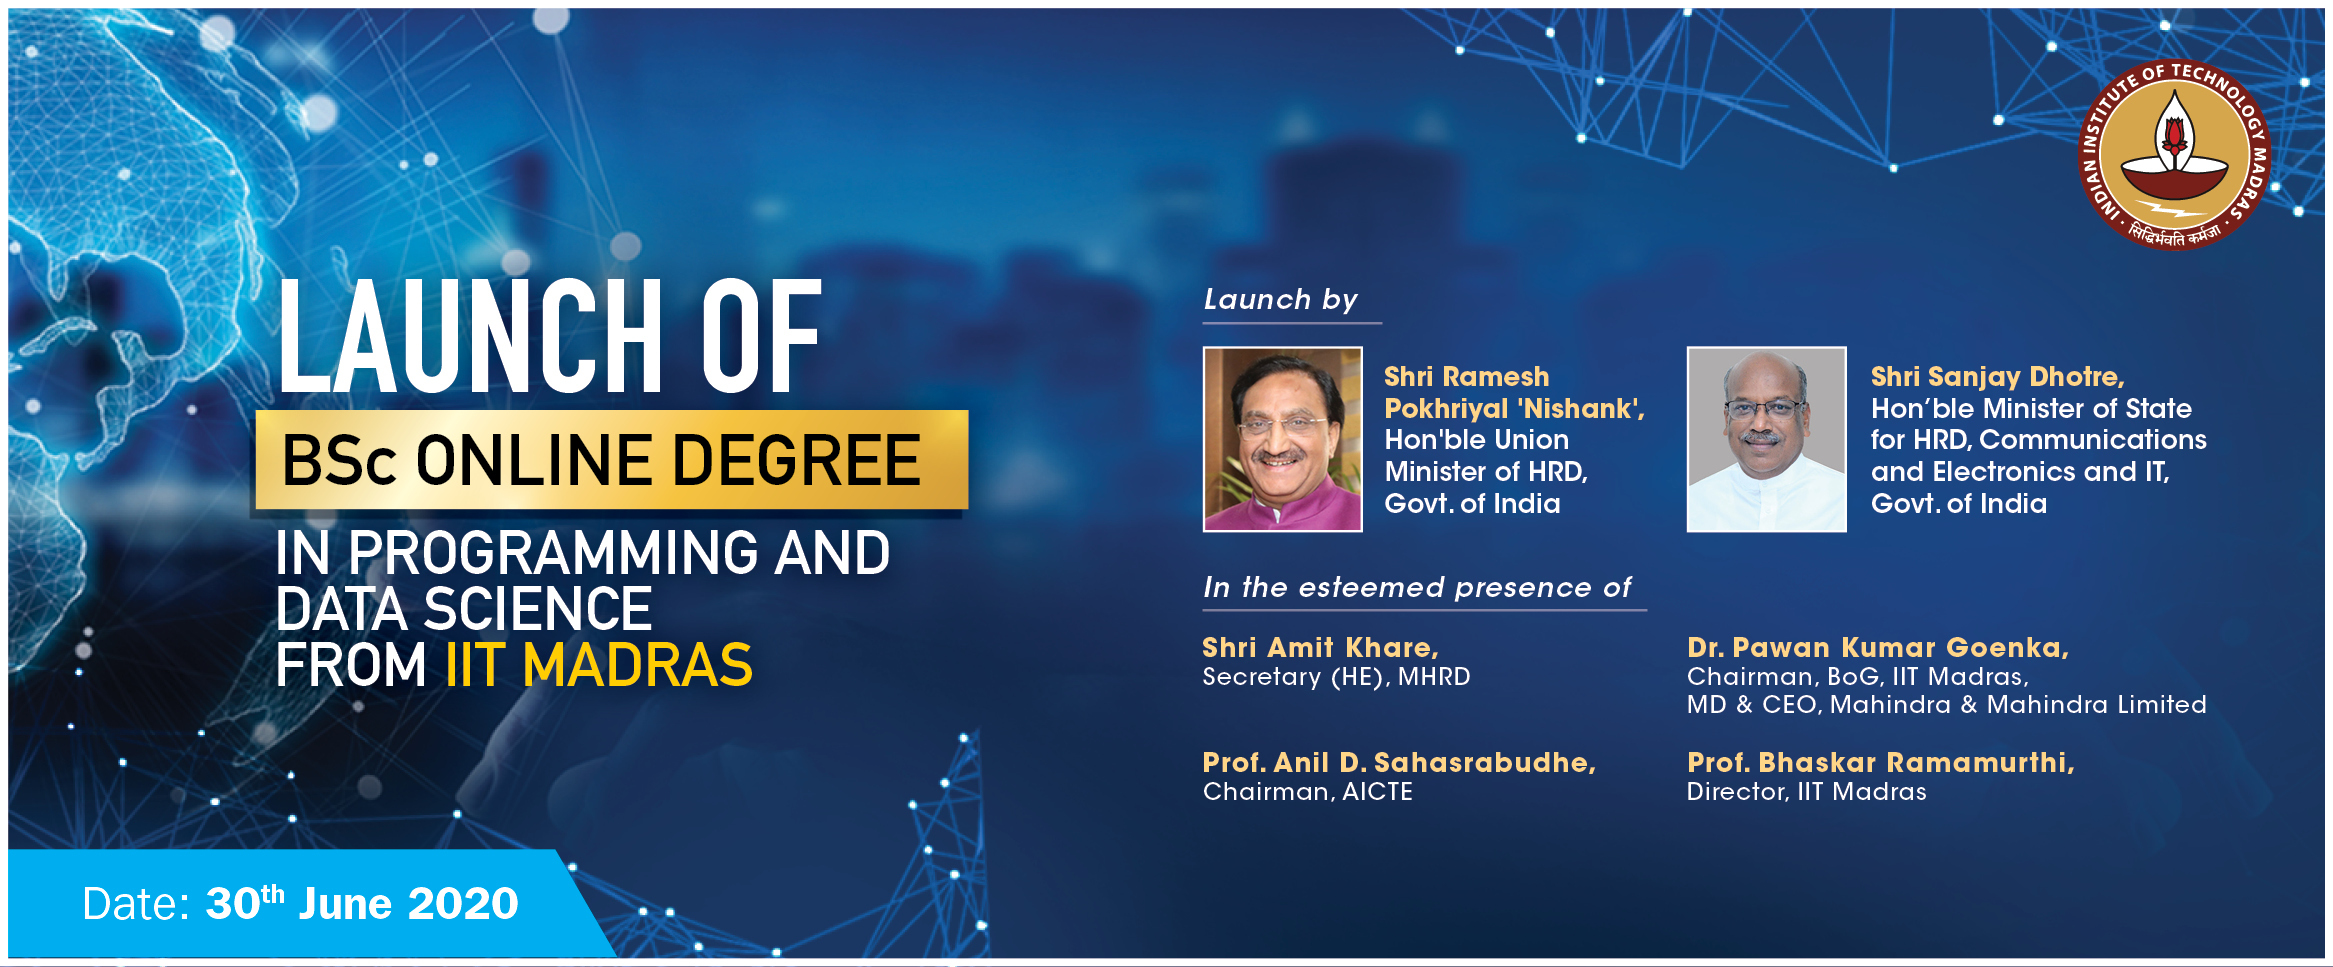 LAUNCH OF
BSc ONLINE DEGREE
IN PROGRAMMING AND
DATA SCIENCE
FROM IIT MADRAS
Date: 30th June 2020
INDIAN INSTITUTE OF TECHNOLOGY MADRAS
सिद्धिर्भवति कर्मजा
Launch by
Shri Ramesh
Pokhriyal 'Nishank',
Hon'ble Union
Minister of HRD,
Govt. of India
Shri Sanjay Dhotre,
Hon’ble Minister of State
for HRD, Communications
and Electronics and IT,
Govt. of India
In the esteemed presence of
Shri Amit Khare,
Secretary (HE), MHRD
Dr. Pawan Kumar Goenka,
Chairman, BoG, IIT Madras,
MD & CEO, Mahindra & Mahindra Limited
Prof. Anil D. Sahasrabudhe,
Chairman, AICTE
Prof. Bhaskar Ramamurthi,
Director, IIT Madras